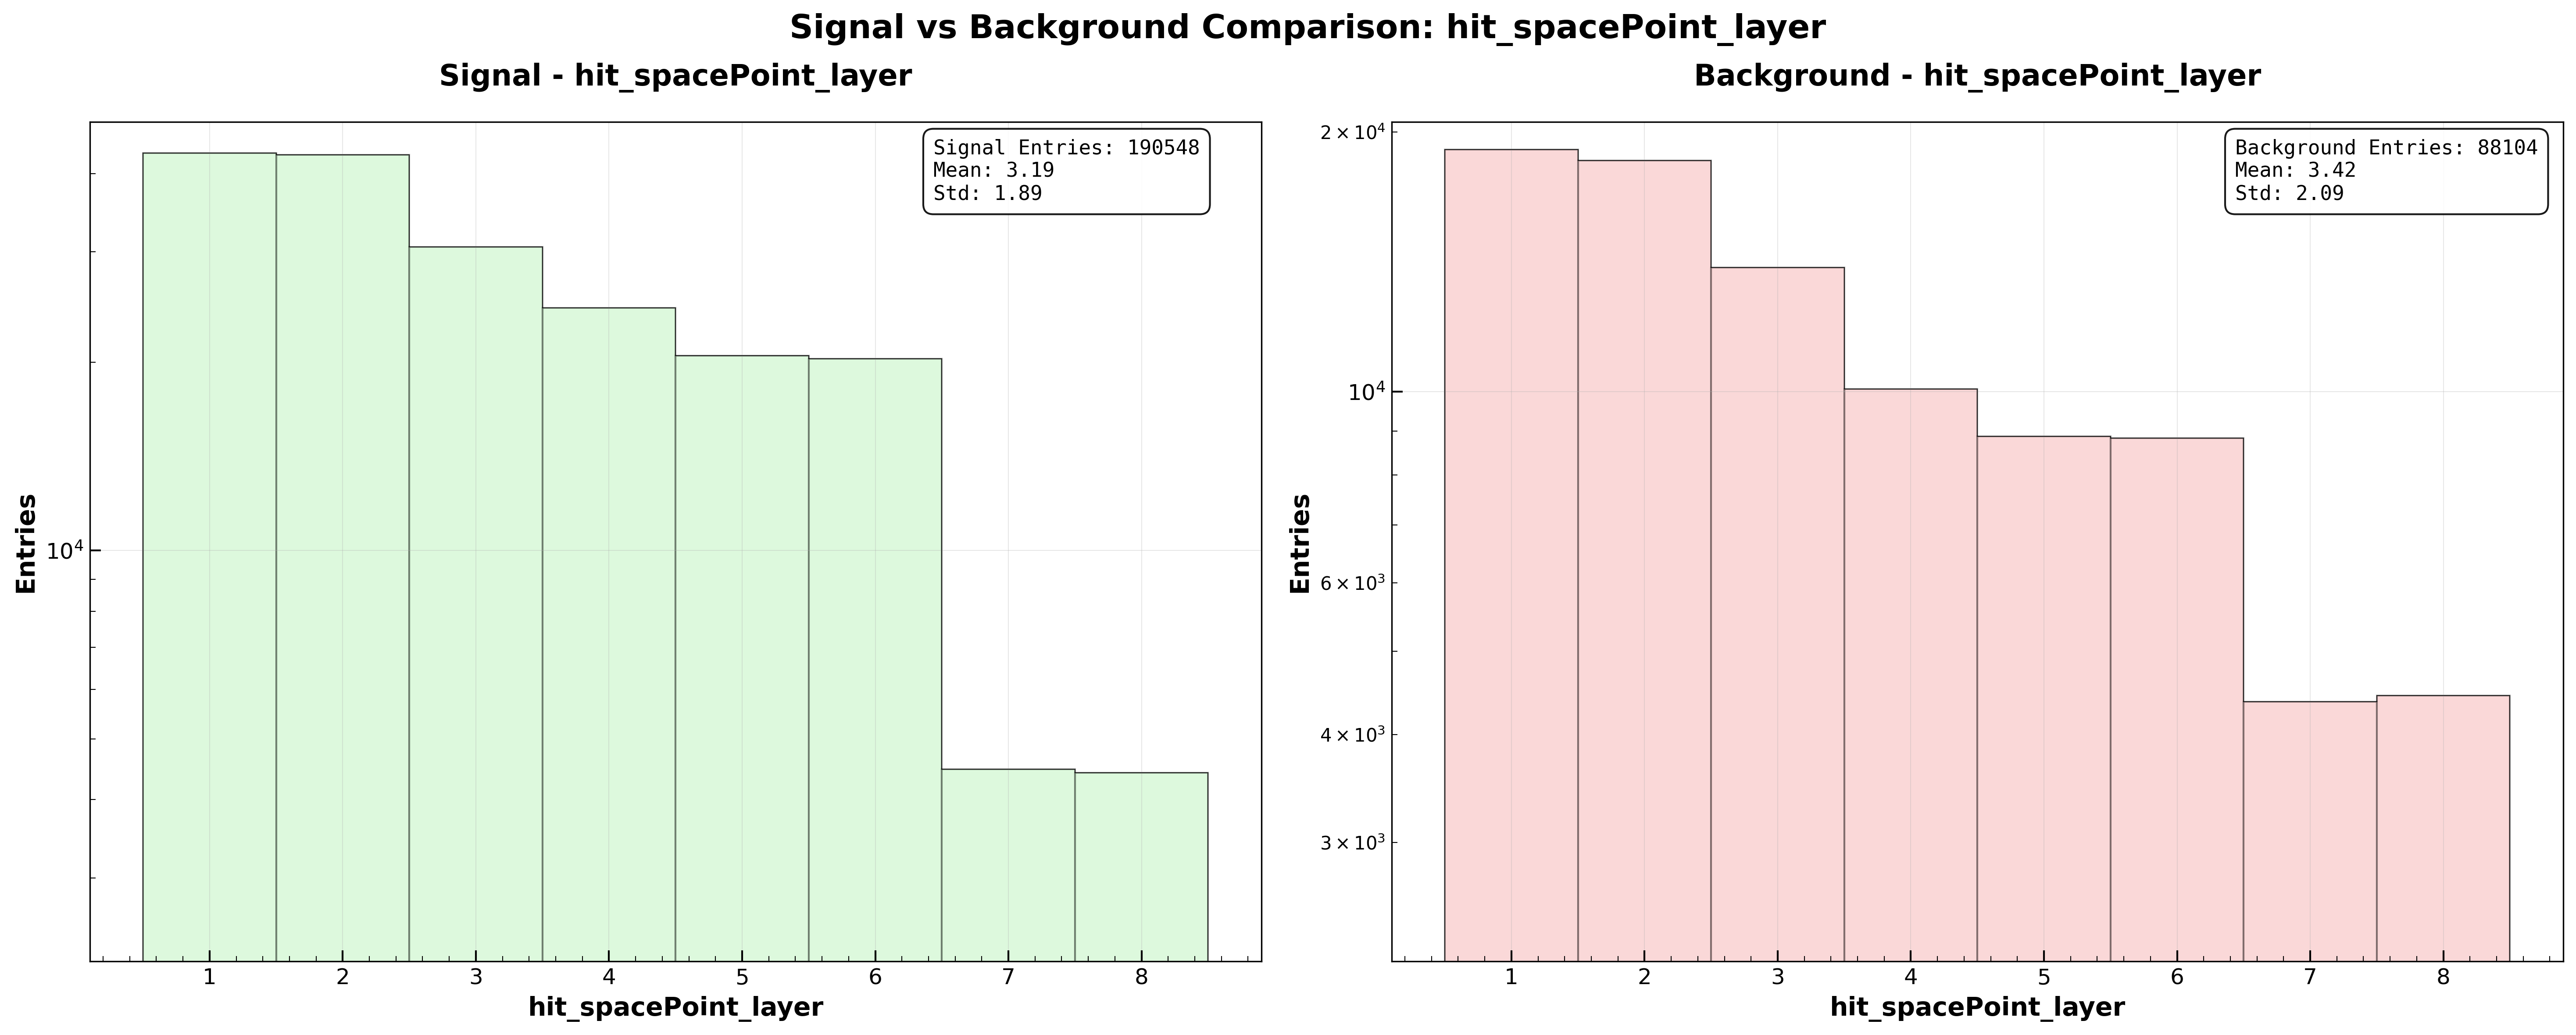 Signal vs Background Comparison: hit_spacePoint_layer
Signal - hit_spacePoint_layer
Signal Entries: 190548
Mean: 3.19
Std: 1.89
Entries
10⁴
1 2 3 4 5 6 7 8
hit_spacePoint_layer
Background - hit_spacePoint_layer
Background Entries: 88104
Mean: 3.42
Std: 2.09
Entries
2 × 10⁴
10⁴
6 × 10³
4 × 10³
3 × 10³
1 2 3 4 5 6 7 8
hit_spacePoint_layer